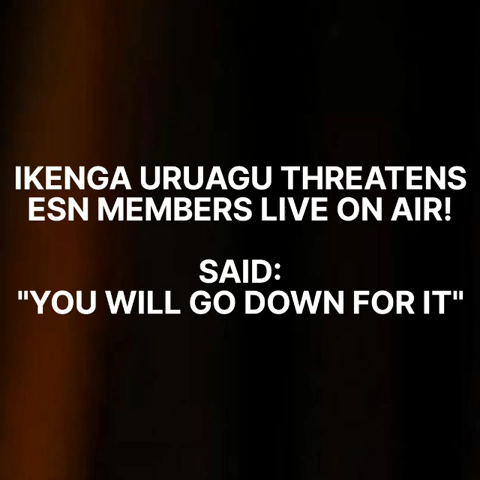 IKENGA URUAGU THREATENS
ESN MEMBERS LIVE ON AIR!
SAID:
"YOU WILL GO DOWN FOR IT"